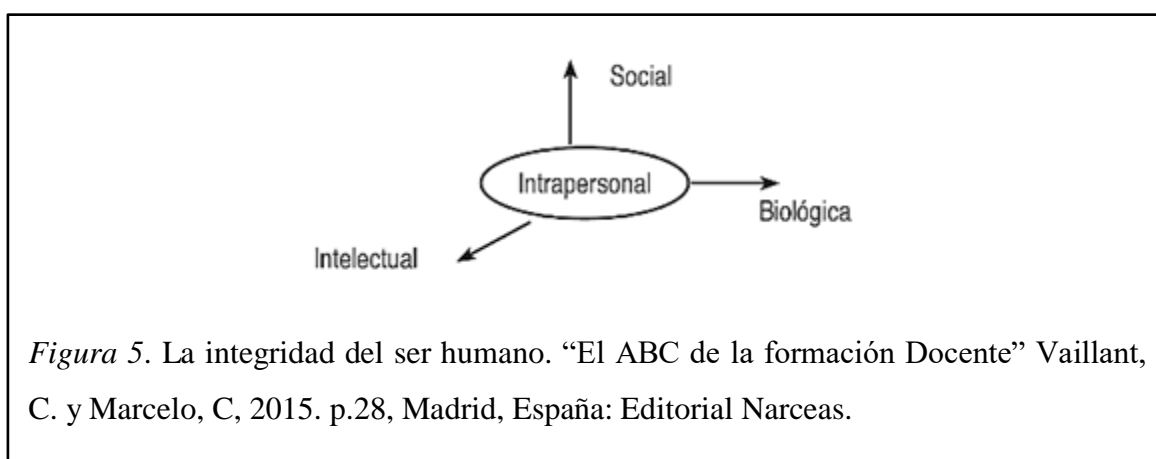 Social
Intrapersonal
Biológica
Intelectual
Figura 5. La integridad del ser humano. “El ABC de la formación Docente” Vaillant,
C. y Marcelo, C, 2015. p.28, Madrid, España: Editorial Narceas.